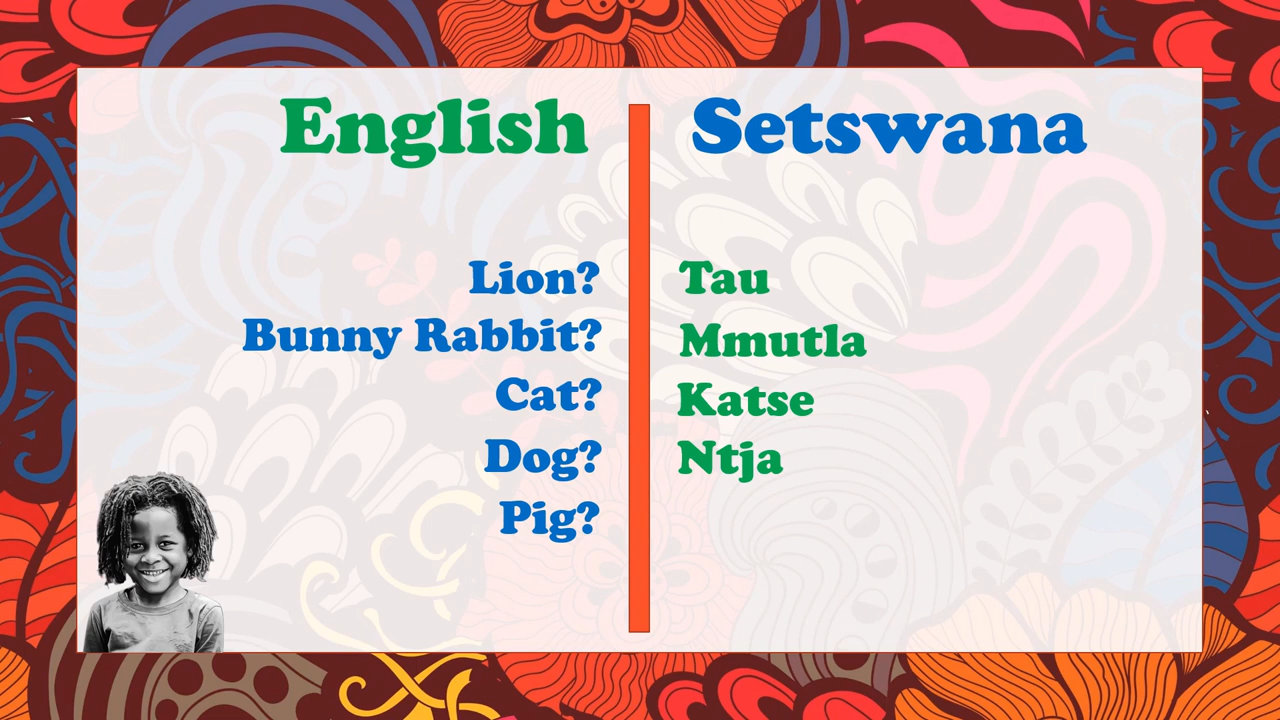 English
Setswana
Lion?
Tau
Bunny Rabbit?
Mmutla
Cat?
Katse
Dog?
Ntja
Pig?